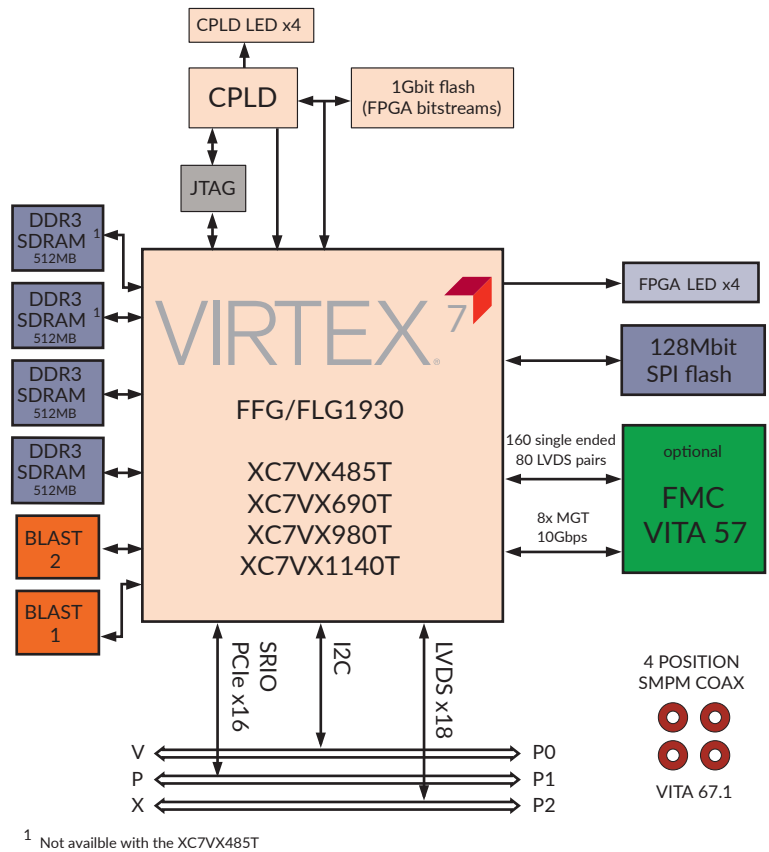 CPLD LED x4
CPLD
1Gbit flash
(FPGA bitstreams)
JTAG
DDR3
SDRAM 1
512MB
DDR3
SDRAM 1
512MB
DDR3
SDRAM
512MB
DDR3
SDRAM
512MB
BLAST
2
BLAST
1
VIRTEX® 7
FFG/FLG1930
XC7VX485T
XC7VX690T
XC7VX980T
XC7VX1140T
FPGA LED x4
128Mbit
SPI flash
160 single ended
80 LVDS pairs
8x MGT
10Gbps
optional
FMC
VITA 57
SRIO
PCIe x16
I2C
LVDS x18
V
P0
P
P1
X
P2
4 POSITION
SMPM COAX
VITA 67.1
1 Not availble with the XC7VX485T